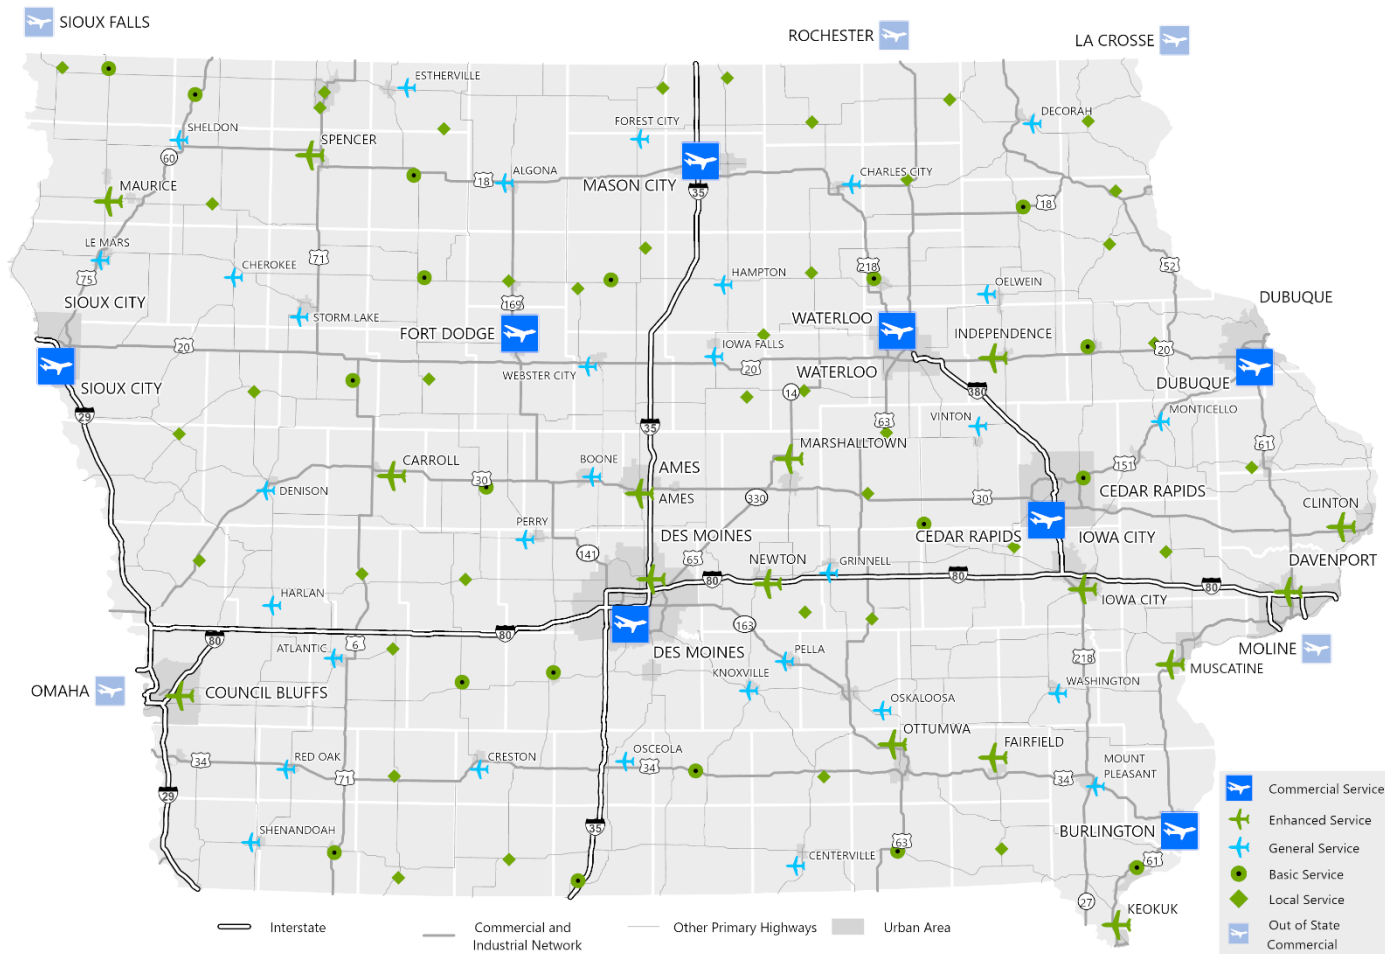 SIOUX FALLS
ROCHESTER
LA CROSSE
ESTHERVILLE
DECORAH
SHELDON
FOREST CITY
SPENCER
60
ALGONA
CHARLES CITY
18
MAURICE
MASON CITY
35
18
LE MARS
CHEROKEE
71
218
52
75
HAMPTON
OELWEIN
SIOUX CITY
169
DUBUQUE
STORM LAKE
WATERLOO
FORT DODGE
INDEPENDENCE
20
IOWA FALLS
20
WEBSTER CITY
20
WATERLOO
SIOUX CITY
DUBUQUE
380
14
29
MONTICELLO
VINTON
63
35
MARSHALLTOWN
61
CARROLL
BOONE
AMES
151
30
DENISON
AMES
330
30
CEDAR RAPIDS
CLINTON
PERRY
DES MOINES
CEDAR RAPIDS
IOWA CITY
141
65
NEWTON
GRINNELL
DAVENPORT
80
80
80
HARLAN
IOWA CITY
163
80
80
6
ATLANTIC
DES MOINES
PELLA
218
MOLINE
MUSCATINE
KNOXVILLE
WASHINGTON
OMAHA
COUNCIL BLUFFS
OSKALOOSA
OTTUMWA
FAIRFIELD
34
RED OAK
CRESTON
OSCEOLA
34
MOUNT
PLEASANT
71
34
29
35
SHENANDOAH
BURLINGTON
63
CENTERVILLE
61
27
KEOKUK
Commercial Service
Enhanced Service
General Service
Basic Service
Local Service
Out of State
Commercial
Interstate
Commercial and
Industrial Network
Other Primary Highways
Urban Area